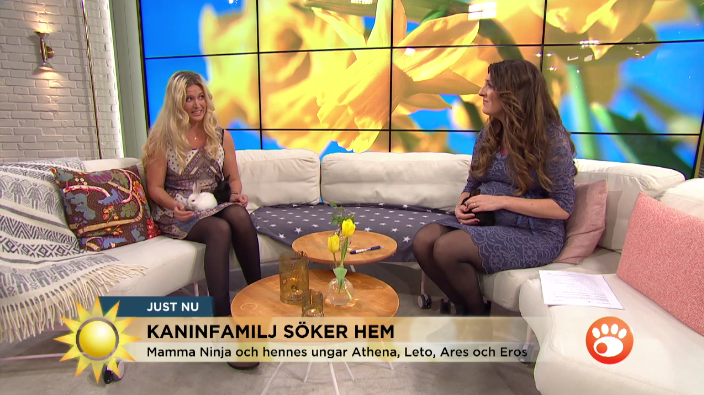 JUST NU
KANINFAMILJ SÖKER HEM
Mamma Ninja och hennes ungar Athena, Leto, Ares och Eros